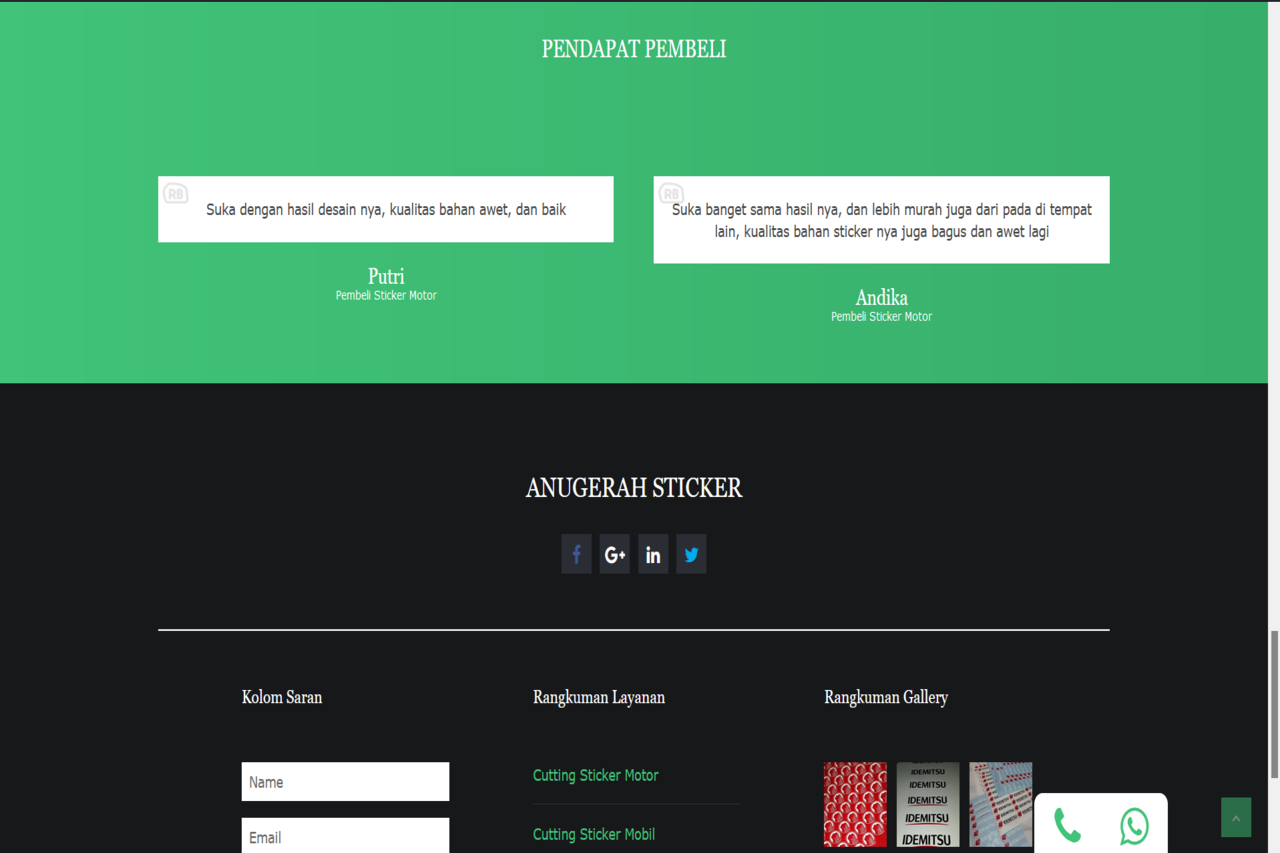 PENDAPAT PEMBELI
RB
Suka dengan hasil desain nya, kualitas bahan awet, dan baik
Putri
Pembeli Sticker Motor
RB
Suka banget sama hasil nya, dan lebih murah juga dari pada di tempat
lain, kualitas bahan sticker nya juga bagus dan awet lagi
Andika
Pembeli Sticker Motor
ANUGERAH STICKER
f G+ in
Kolom Saran
Name
Email
Rangkuman Layanan
Cutting Sticker Motor
Cutting Sticker Mobil
Rangkuman Gallery
IDEMITSU
IDEMITSU
IDEMITSU
IDEMITSU
IDEMITSU